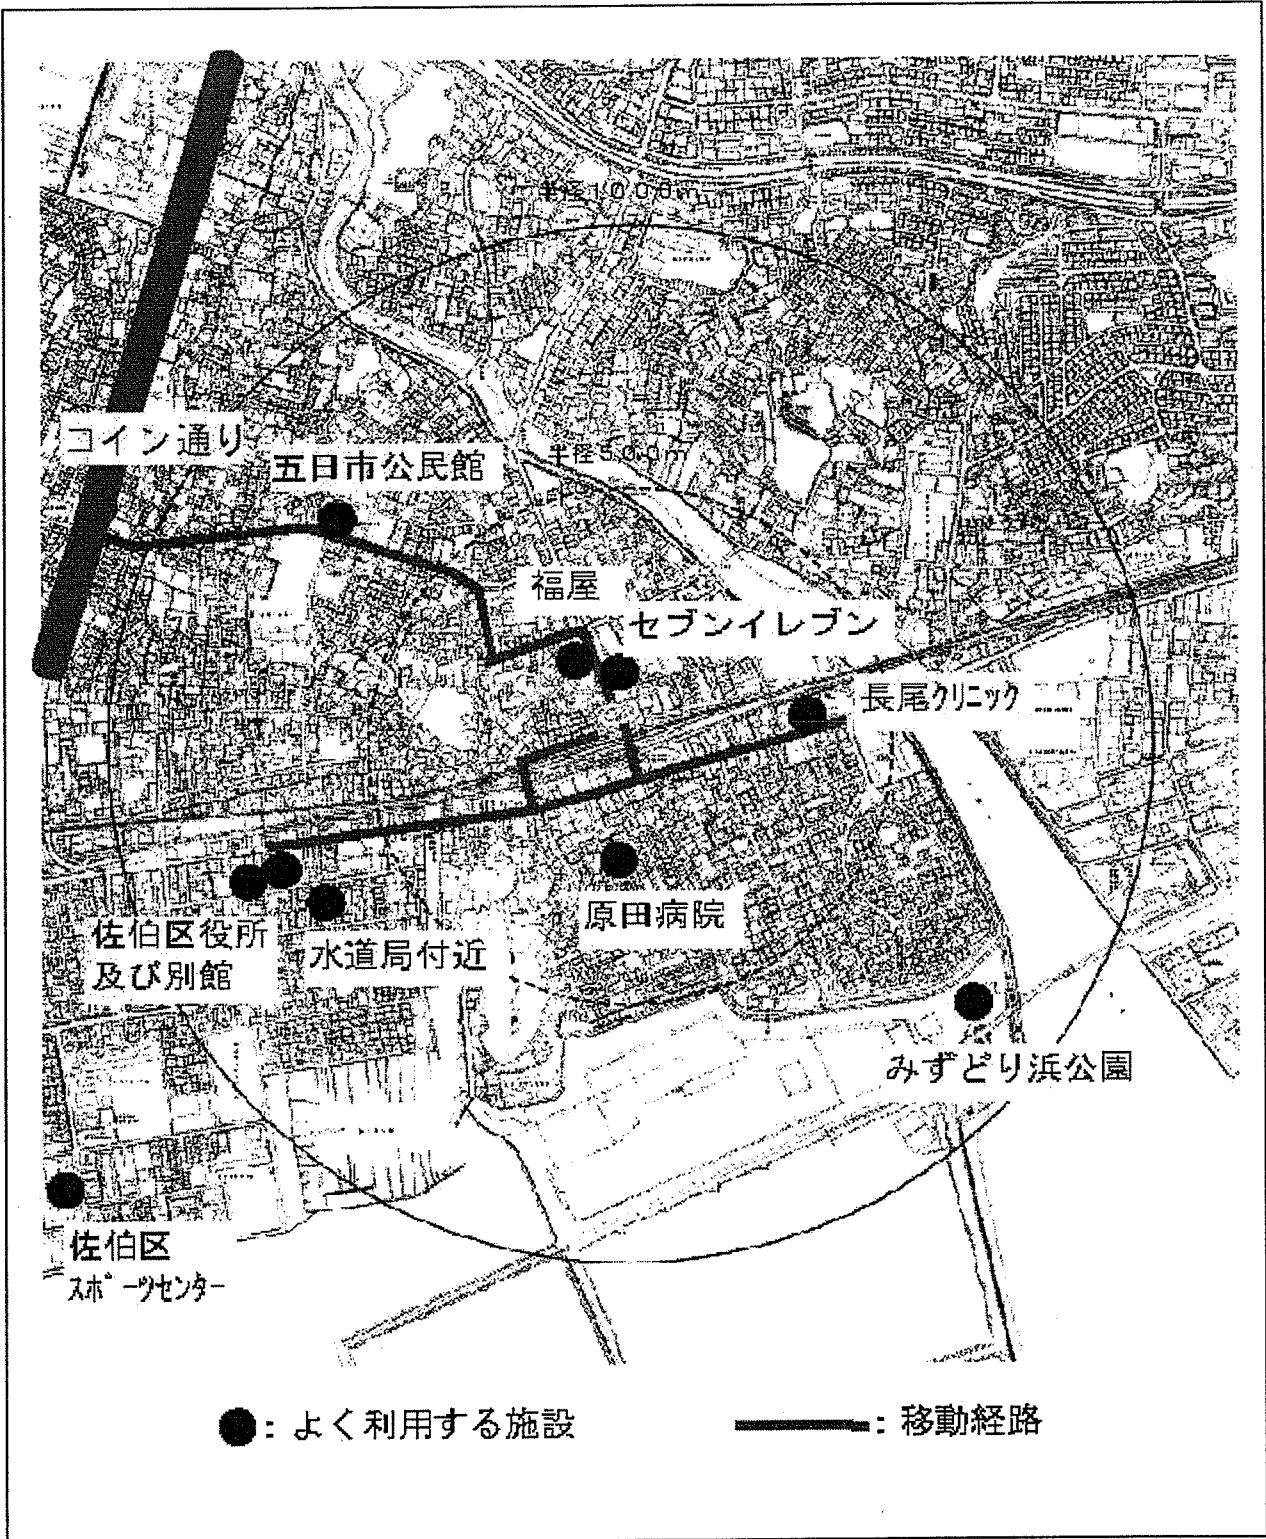 半径1000m
コイン通り
五日市公民館
半径500m
福屋
セブンイレブン
長尾クリニック
佐伯区役所
及び別館
水道局付近
原田病院
みずどり浜公園
佐伯区
スポーツセンター
●：よく利用する施設
：移動経路